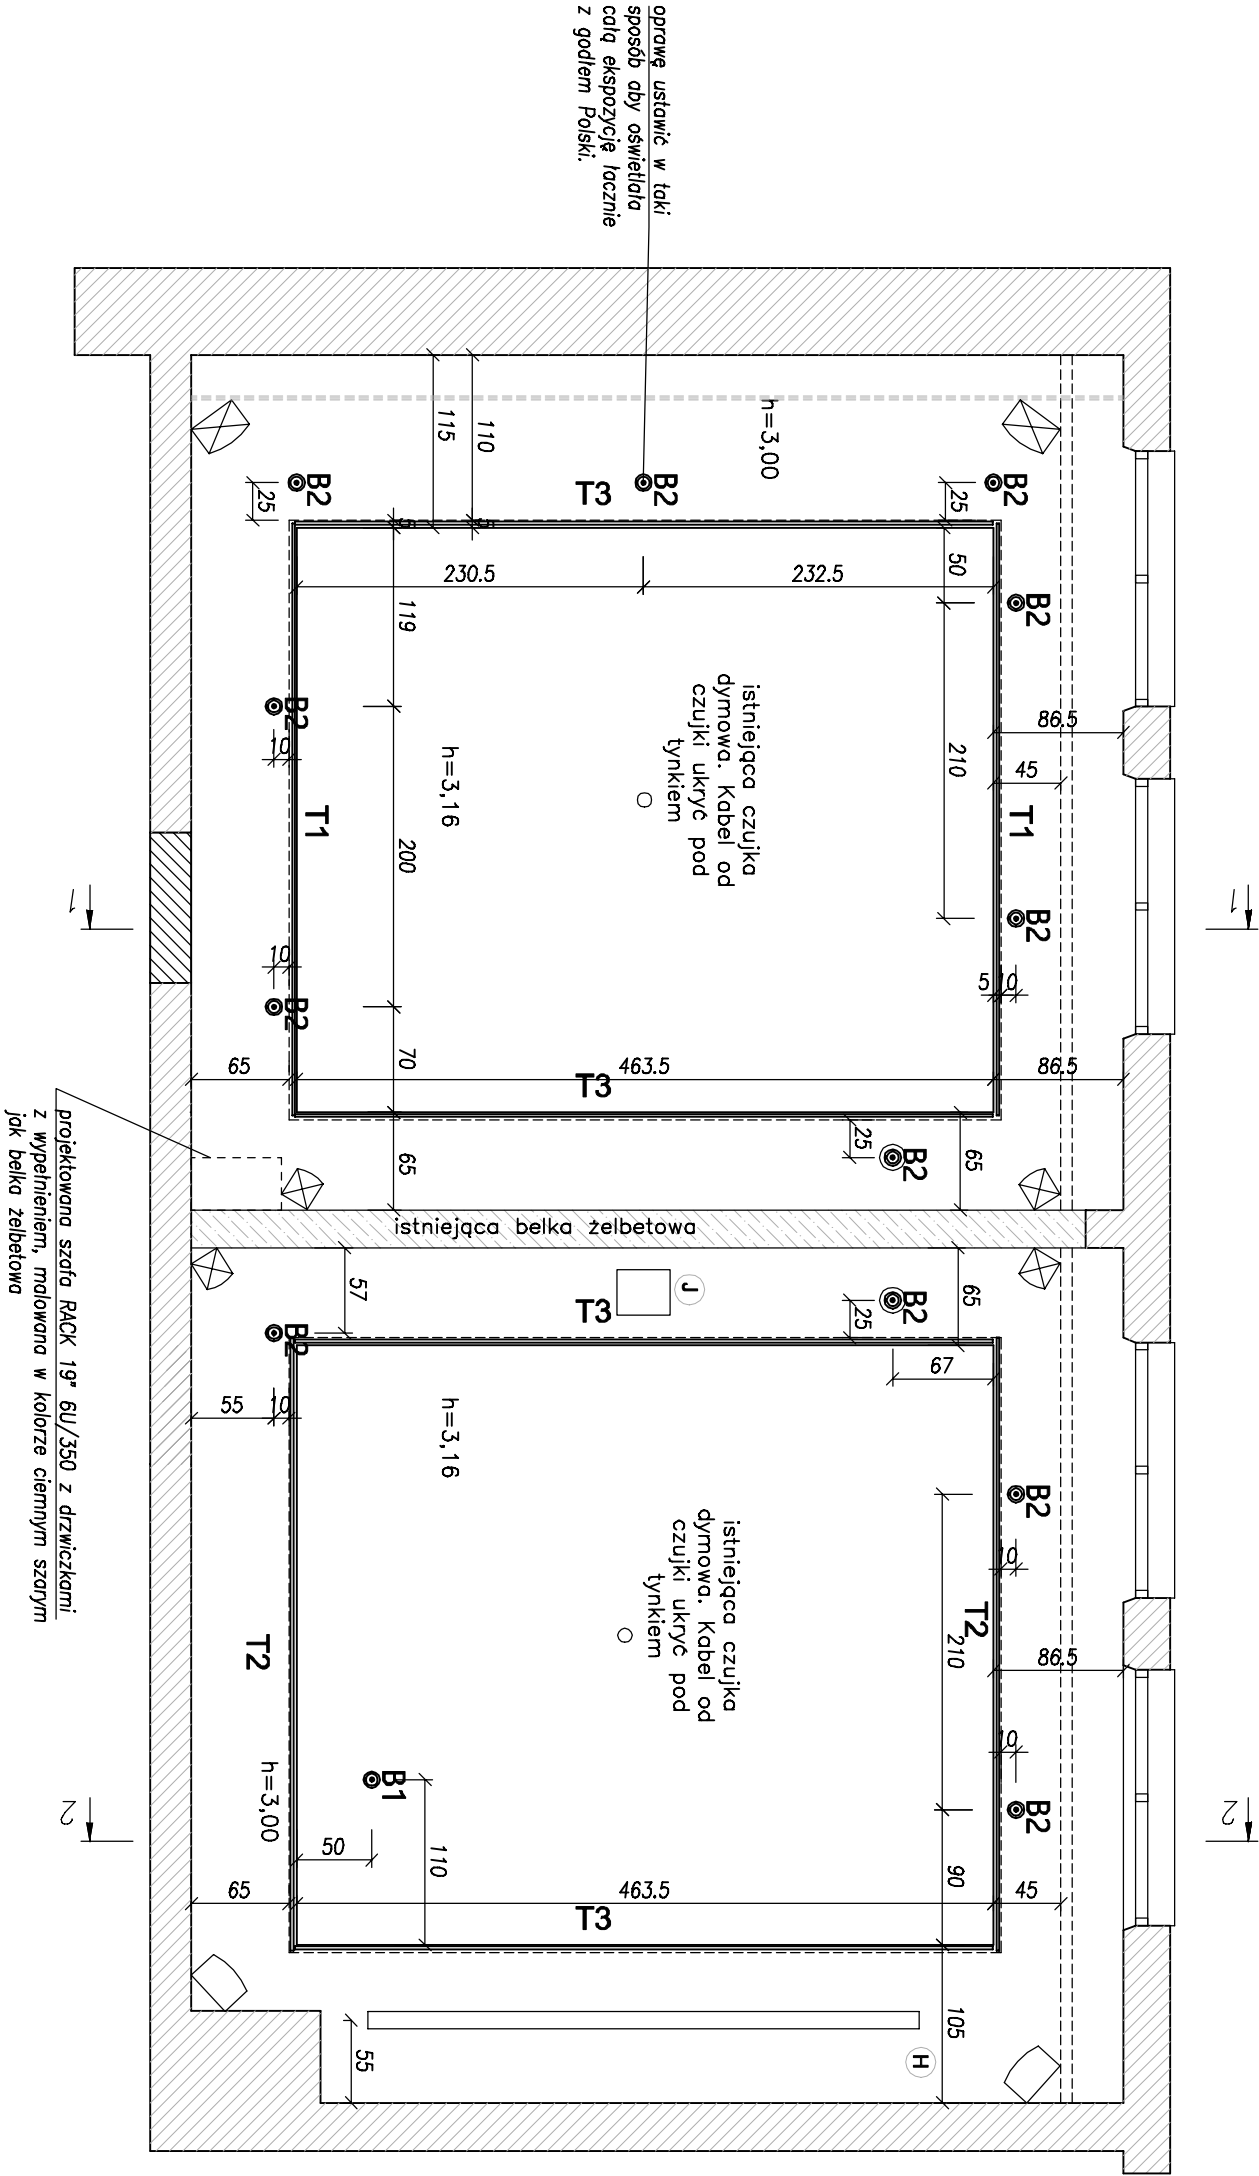 oprawę ustawić w taki
sposób aby oświetlała
całą ekspozycję łacznie
z godłem Polski.
h=3,00
110
115
B2
B2
B2
T3
25
25
5
5
230.5
232.5
50
119
B2
B2
B2
B2
istniejąca czujka
dymowa. Kabel od
czujki ukryć pod
tynkiem
h=3,16
86.5
45
210
200
10
10
T1
T1
5
10
1
1
70
65
463.5
86.5
T3
65
25
65
B2
istniejąca belka żelbetowa
projektowana szafa RACK 19" 6U/350 z drzwiczkami
z wypełnieniem, malowana w kolorze ciemnym szarym
jak belka żelbetowa
57
J
T3
B2
25
65
67
B2
55
10
h=3,16
B2
10
istniejąca czujka
dymowa. Kabel od
czujki ukryć pod
tynkiem
T2
210
86.5
T2
10
B2
B1
h=3,00
2
2
50
110
90
65
463.5
45
T3
105
55
H